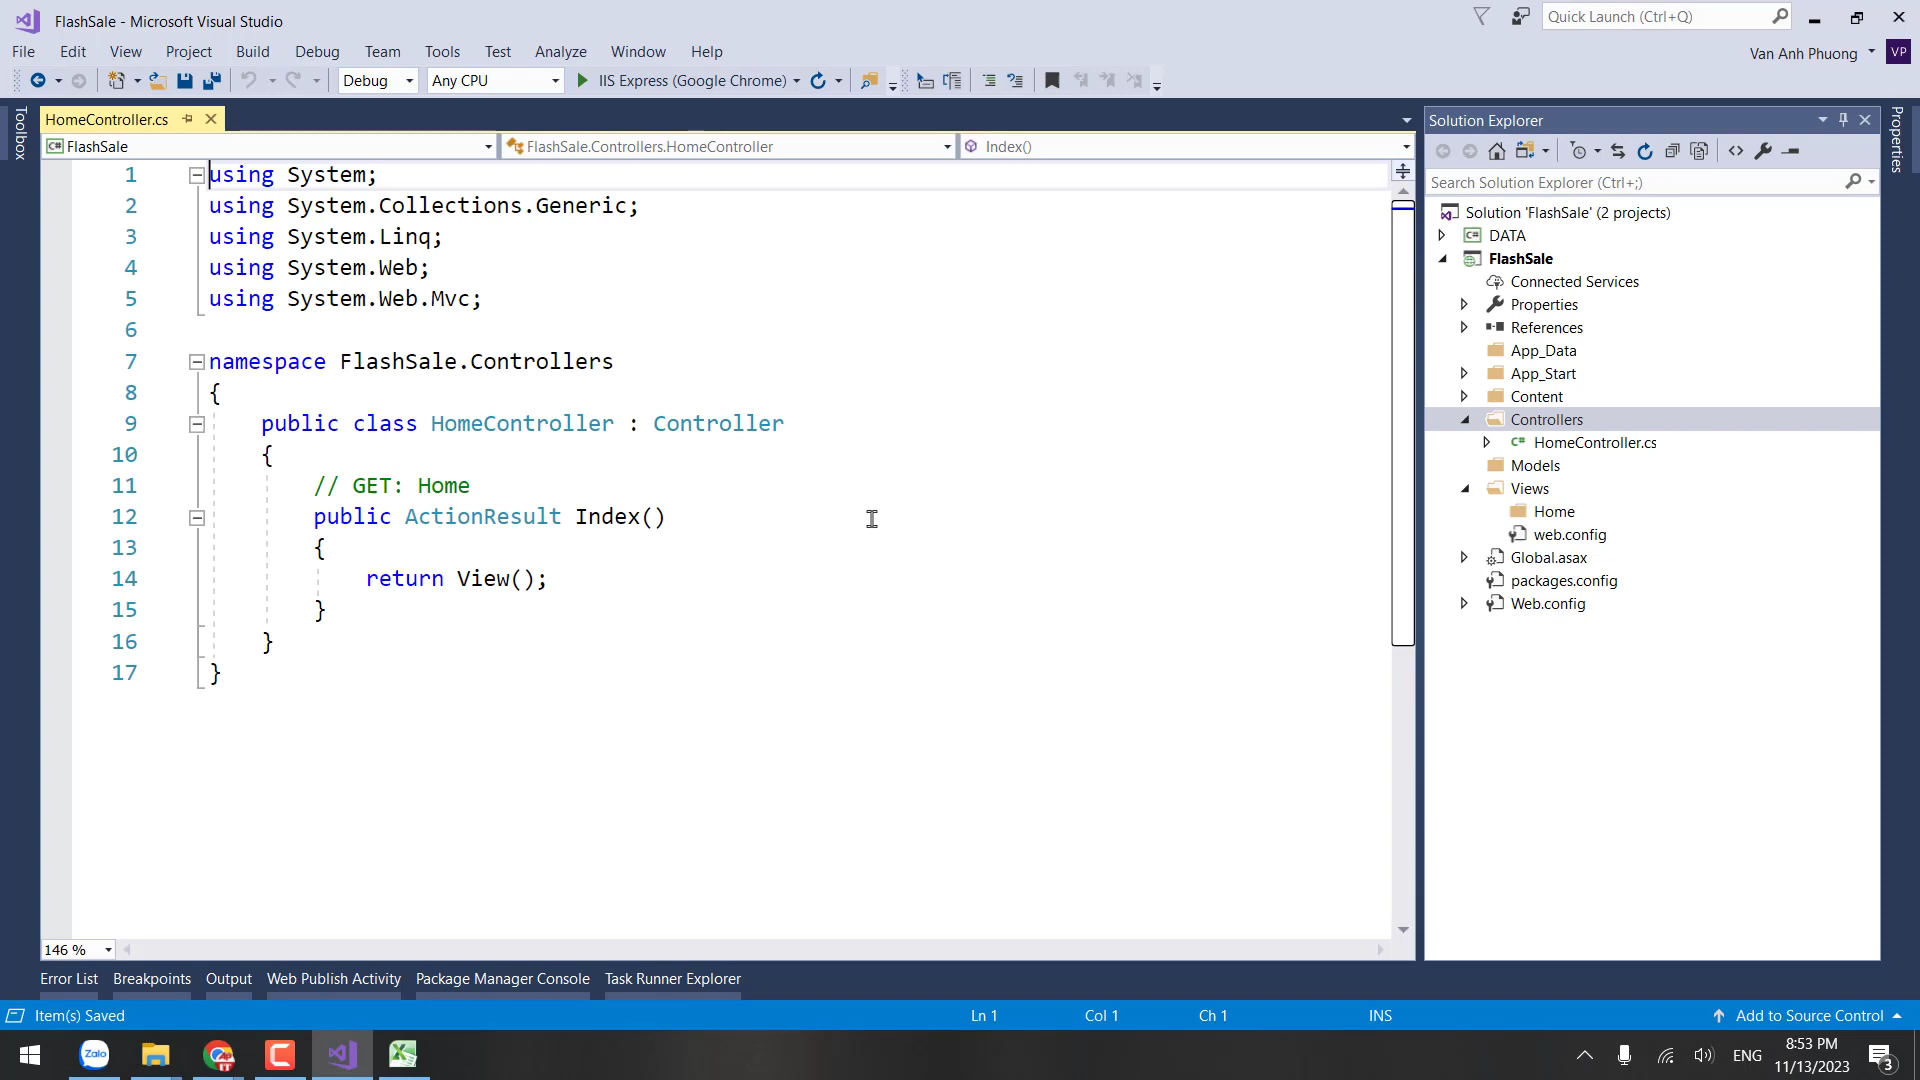 FlashSale - Microsoft Visual Studio
Quick Launch (Ctrl+Q)
File Edit View Project Build Debug Team Tools Test Analyze Window Help
Van Anh Phuong VP
Debug Any CPU IIS Express (Google Chrome)
Toolbox
HomeController.cs
FlashSale FlashSale.Controllers.HomeController Index()
1 using System;
2 using System.Collections.Generic;
3 using System.Linq;
4 using System.Web;
5 using System.Web.Mvc;
6
7 namespace FlashSale.Controllers
8 {
9 public class HomeController : Controller
10 {
11 // GET: Home
12 public ActionResult Index()
13 {
14 return View();
15 }
16 }
17 }
146 %
Solution Explorer
Search Solution Explorer (Ctrl+;)
Solution 'FlashSale' (2 projects)
C# DATA
FlashSale
Connected Services
Properties
References
App_Data
App_Start
Content
Controllers
C# HomeController.cs
Models
Views
Home
web.config
Global.asax
packages.config
Web.config
Properties
Error List Breakpoints Output Web Publish Activity Package Manager Console Task Runner Explorer
Item(s) Saved Ln 1 Col 1 Ch 1 INS Add to Source Control
Zalo
ENG
8:53 PM
11/13/2023
3